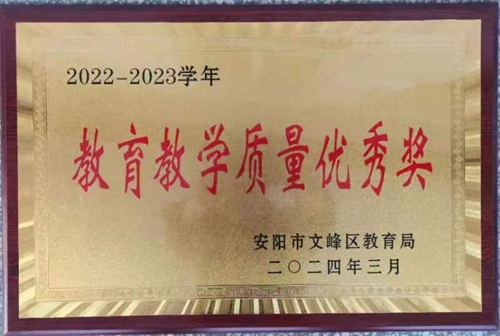 2022-2023学年
教育教学质量优秀奖
安阳市文峰区教育局
二〇二四年三月